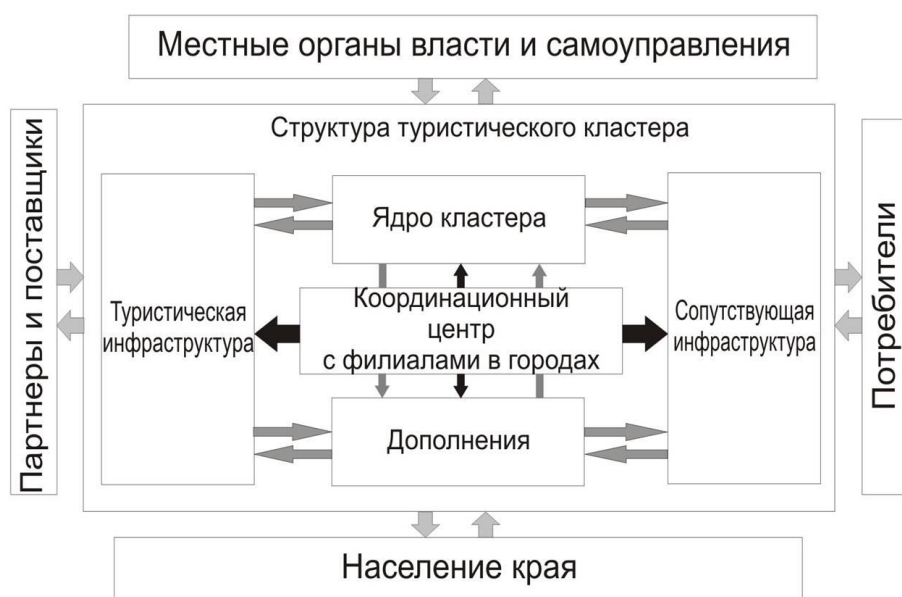 Местные органы власти и самоуправления
Структура туристического кластера
Партнеры и поставщики
Ядро кластера
Туристическая
инфраструктура
Координационный
центр
с филиалами в городах
Сопутствующая
инфраструктура
Потребители
Дополнения
Население края